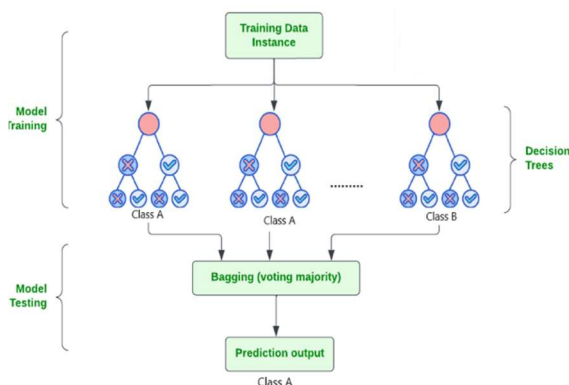 Training Data
Instance
Model
Training
Decision
Trees
.........
Class A
Class A
Class B
Bagging (voting majority)
Model
Testing
Prediction output
Class A